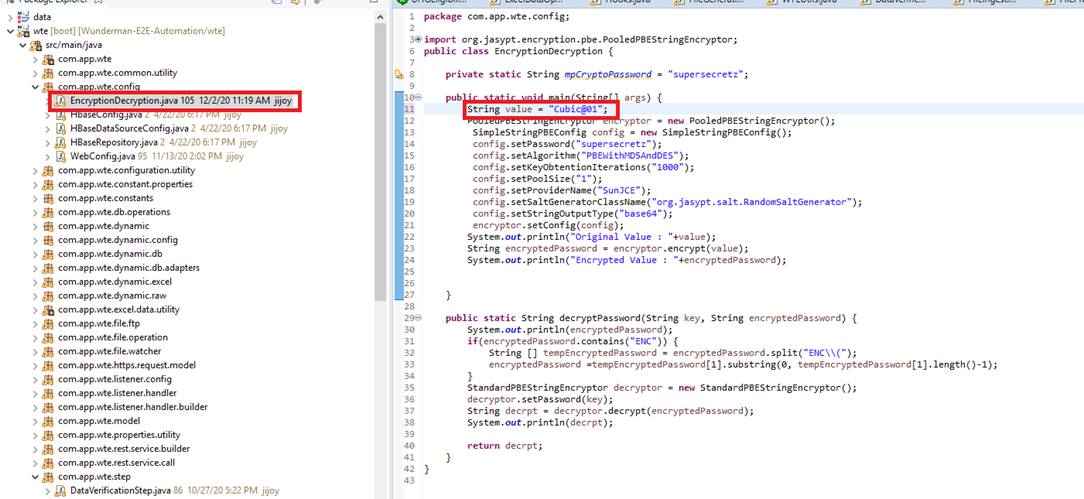 Package Explorer
data
wte [boot] [Wunderman-E2E-Automation/wte]
src/main/java
com.app.wte
com.app.wte.common.utility
com.app.wte.config
EncryptionDecryption.java 105 12/2/20 11:19 AM jijoy
HbaseConfig.java 2 4/22/20 6:17 PM jijoy
HBaseDataSourceConfig.java 2 4/22/20 6:17 PM jijoy
HBaseRepository.java 2 4/22/20 6:17 PM jijoy
WebConfig.java 95 11/13/20 2:02 PM jijoy
com.app.wte.configuration.utility
com.app.wte.constant.properties
com.app.wte.constants
com.app.wte.db.operations
com.app.wte.dynamic
com.app.wte.dynamic.config
com.app.wte.dynamic.db
com.app.wte.dynamic.db.adapters
com.app.wte.dynamic.excel
com.app.wte.dynamic.raw
com.app.wte.excel.data.utility
com.app.wte.file.ftp
com.app.wte.file.operation
com.app.wte.file.watcher
com.app.wte.https.request.model
com.app.wte.listener.config
com.app.wte.listener.handler
com.app.wte.listener.handler.builder
com.app.wte.model
com.app.wte.properties.utility
com.app.wte.rest.service.builder
com.app.wte.rest.service.call
com.app.wte.step
DataVerificationStep.java 86 10/27/20 5:22 PM jijoy
1 package com.app.wte.config;
2
3 import org.jasypt.encryption.pbe.PooledPBEStringEncryptor;
6 public class EncryptionDecryption {
7
8 private static String mpCryptoPassword = "supersecretz";
9
10 public static void main(String[] args) {
11 String value = "Cubic@01";
12 PooledPBEStringEncryptor encryptor = new PooledPBEStringEncryptor();
13 SimpleStringPBEConfig config = new SimpleStringPBEConfig();
14 config.setPassword("supersecretz");
15 config.setAlgorithm("PBEWithMD5AndDES");
16 config.setKeyObtentionIterations("1000");
17 config.setPoolSize("1");
18 config.setProviderName("SunJCE");
19 config.setSaltGeneratorClassName("org.jasypt.salt.RandomSaltGenerator");
20 config.setStringOutputType("base64");
21 encryptor.setConfig(config);
22 System.out.println("Original Value : "+value);
23 String encryptedPassword = encryptor.encrypt(value);
24 System.out.println("Encrypted Value : "+encryptedPassword);
25
26
27 }
28
29 public static String decryptPassword(String key, String encryptedPassword) {
30 System.out.println(encryptedPassword);
31 if(encryptedPassword.contains("ENC")) {
32 String [] tempEncryptedPassword = encryptedPassword.split("ENC\\(");
33 encryptedPassword =tempEncryptedPassword[1].substring(0, tempEncryptedPassword[1].length()-1);
34 }
35 StandardPBEStringEncryptor decryptor = new StandardPBEStringEncryptor();
36 decryptor.setPassword(key);
37 String decrpt = decryptor.decrypt(encryptedPassword);
38 System.out.println(decrpt);
39
40 return decrpt;
41 }
42 }
43